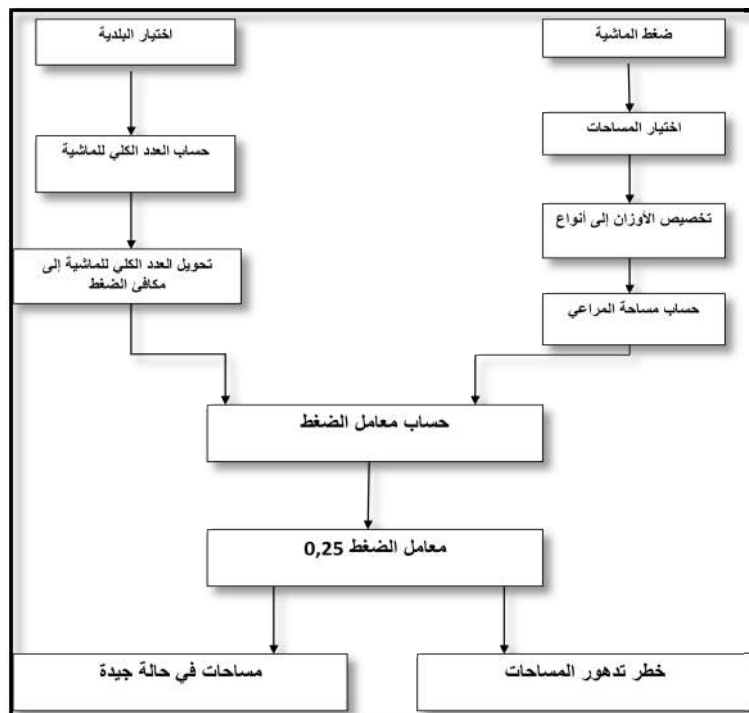 ضغط الماشية
اختيار البلدية
اختيار المساحات
حساب العدد الكلي للماشية
تخصيص الأوزان إلى أنواع
تحويل العدد الكلي للماشية إلى
مكافئ الضغط
حساب مساحة المراعي
حساب معامل الضغط
معامل الضغط 0,25
خطر تدهور المساحات
مساحات في حالة جيدة